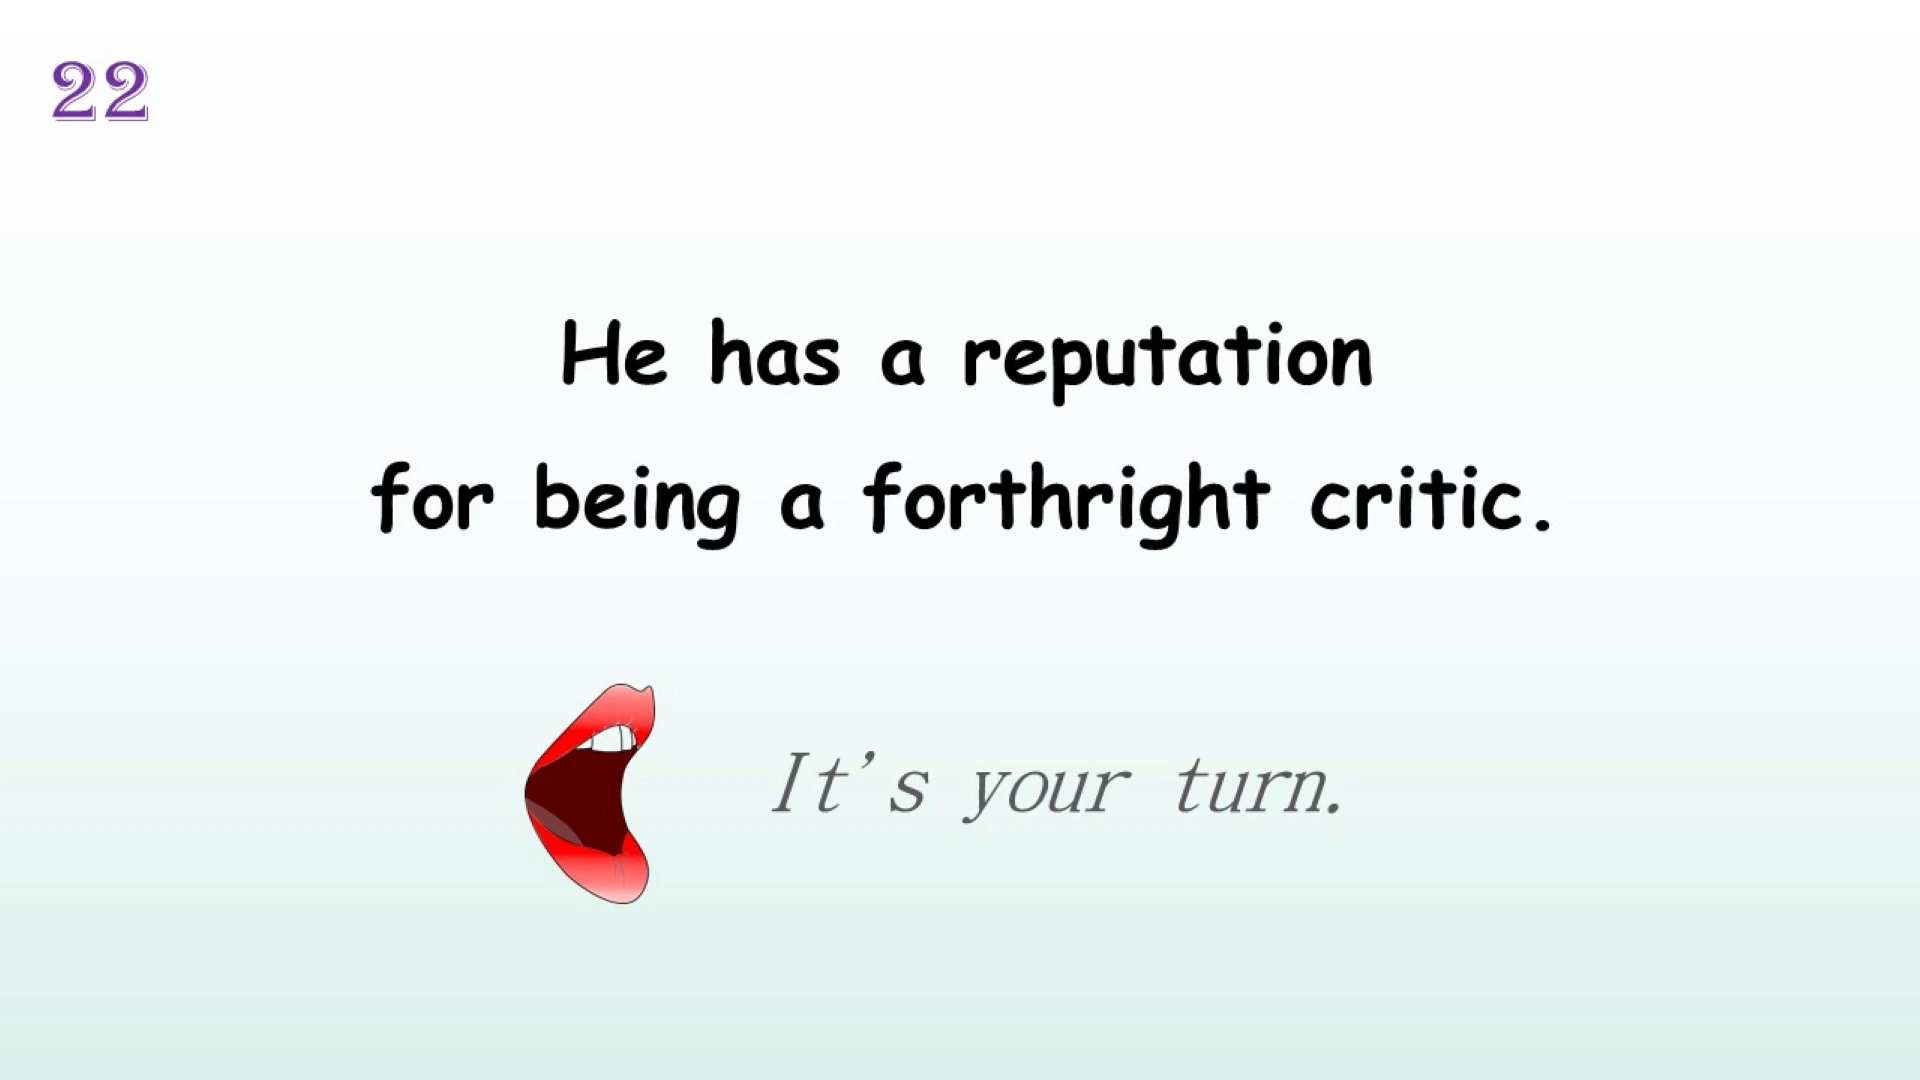 22
He has a reputation
for being a forthright critic.
It's your turn.